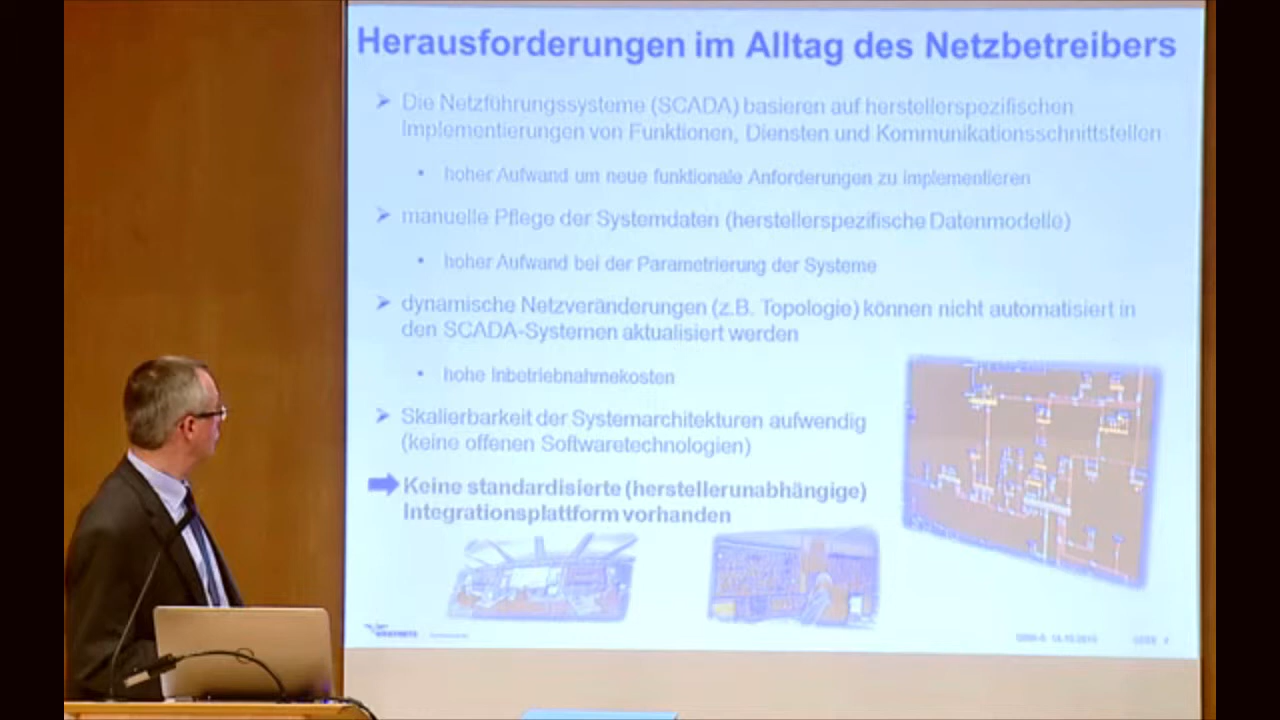 Herausforderungen im Alltag des Netzbetreibers
➤ Die Netzführungssysteme (SCADA) basieren auf herstellerspezifischen
Implementierungen von Funktionen, Diensten und Kommunikationsschnittstellen
• hoher Aufwand um neue funktionale Anforderungen zu implementieren
➤ manuelle Pflege der Systemdaten (herstellerspezifische Datenmodelle)
• hoher Aufwand bei der Parametrierung der Systeme
➤ dynamische Netzveränderungen (z.B. Topologie) können nicht automatisiert in
den SCADA-Systemen aktualisiert werden
• hohe Inbetriebnahmekosten
➤ Skalierbarkeit der Systemarchitekturen aufwendig
(keine offenen Softwaretechnologien)
Keine standardisierte (herstellerunabhängige)
Integrationsplattform vorhanden